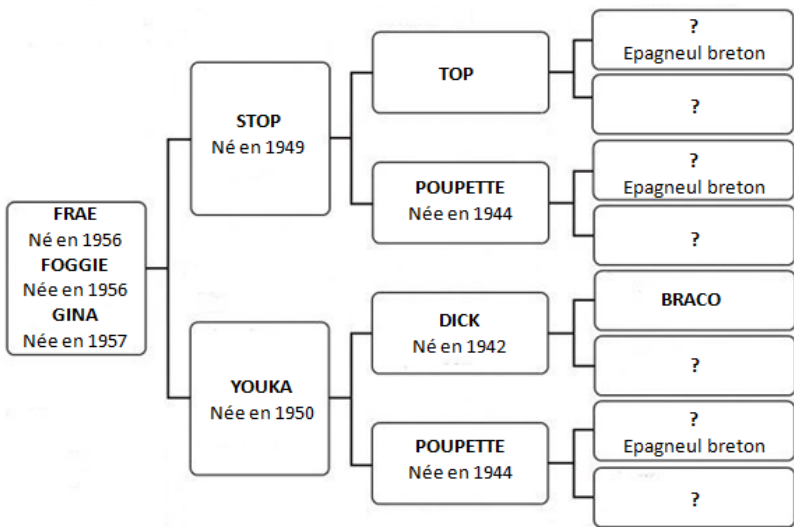 FRAE
Né en 1956
FOGGIE
Née en 1956
GINA
Née en 1957
STOP
Né en 1949
YOUKA
Née en 1950
TOP
POUPETTE
Née en 1944
DICK
Né en 1942
POUPETTE
Née en 1944
?
Epagneul breton
?
?
Epagneul breton
?
BRACO
?
?
Epagneul breton
?